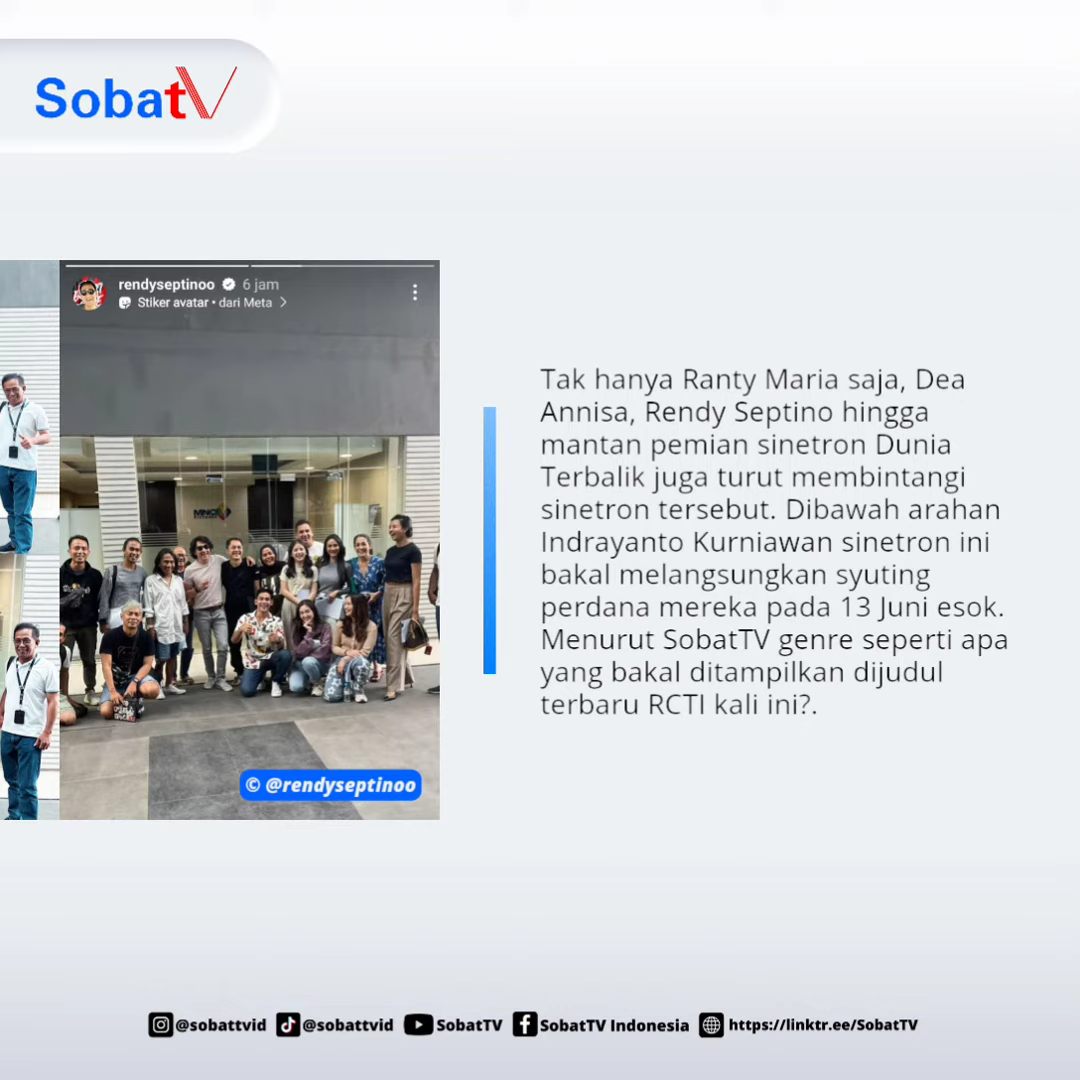 SobatV
rendyseptinoo 6 jam
Stiker avatar • dari Meta
MNC
© @rendyseptinoo
Tak hanya Ranty Maria saja, Dea
Annisa, Rendy Septino hingga
mantan pemian sinetron Dunia
Terbalik juga turut membintangi
sinetron tersebut. Dibawah arahan
Indrayanto Kurniawan sinetron ini
bakal melangsungkan syuting
perdana mereka pada 13 Juni esok.
Menurut SobatTV genre seperti apa
yang bakal ditampilkan dijudul
terbaru RCTI kali ini?.
@sobattvid @sobattvid SobatTV SobatTV Indonesia https://linktr.ee/SobatTV